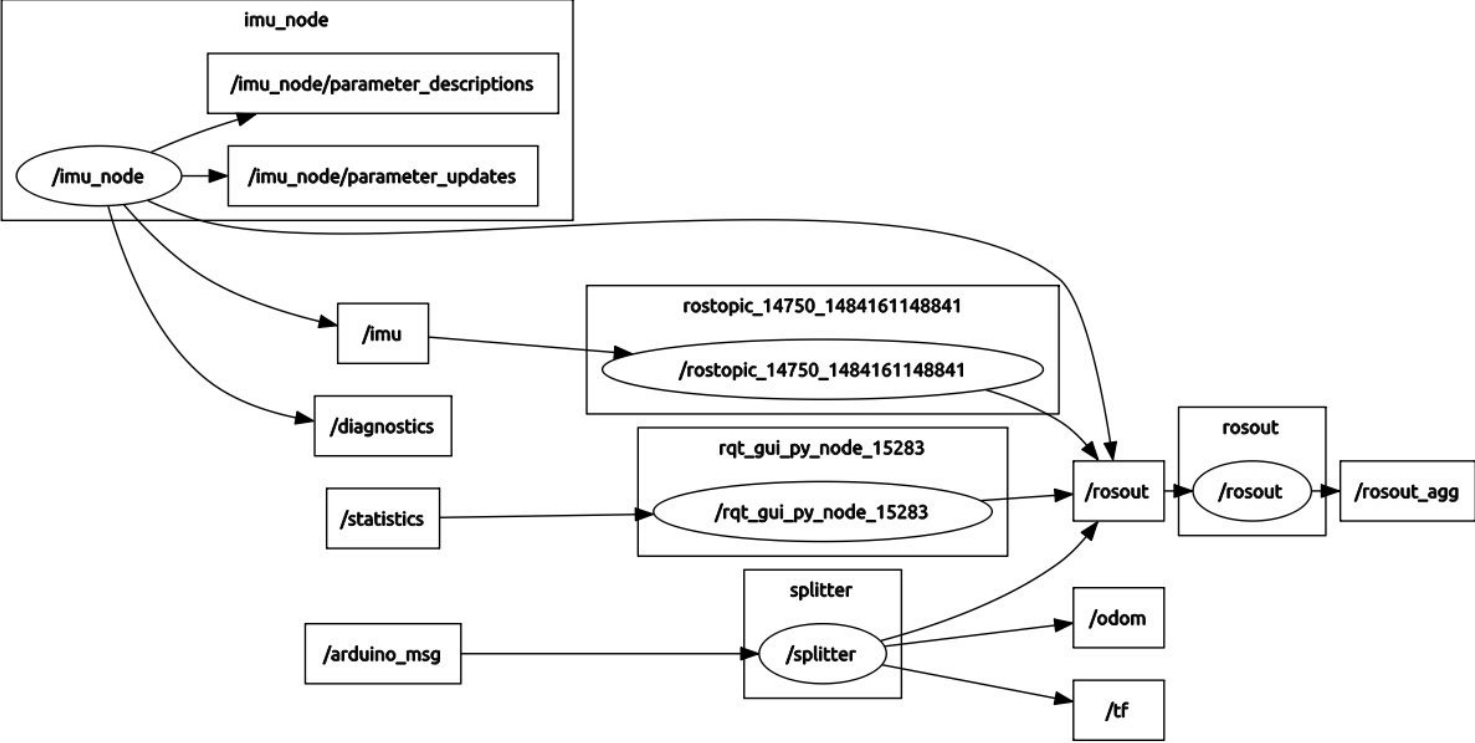 imu_node
/imu_node/parameter_descriptions
/imu_node
/imu_node/parameter_updates
/imu
rostopic_14750_1484161148841
/rostopic_14750_1484161148841
/diagnostics
rqt_gui_py_node_15283
/statistics
/rqt_gui_py_node_15283
/rosout
rosout
/rosout
/rosout_agg
splitter
/arduino_msg
/splitter
/odom
/tf